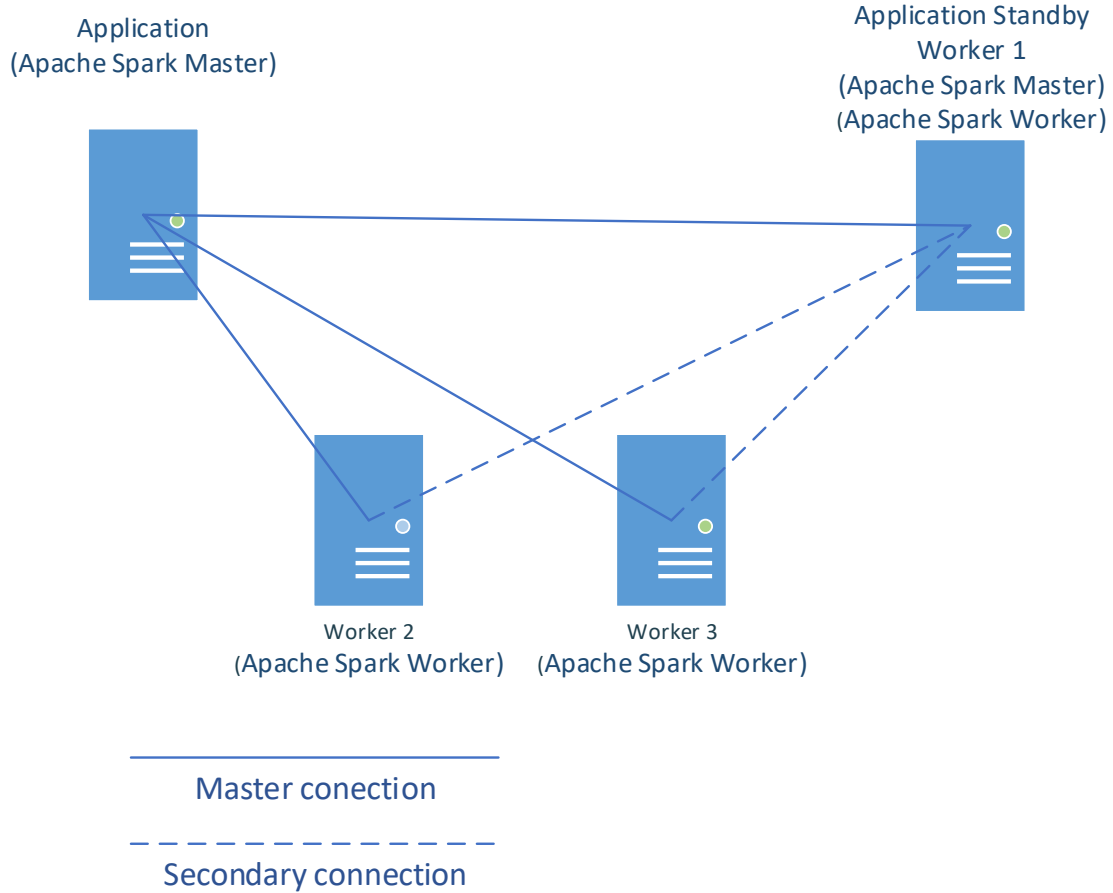 Application
(Apache Spark Master)
Application Standby
Worker 1
(Apache Spark Master)
(Apache Spark Worker)
Worker 2
(Apache Spark Worker)
Worker 3
(Apache Spark Worker)
Master conection
Secondary connection